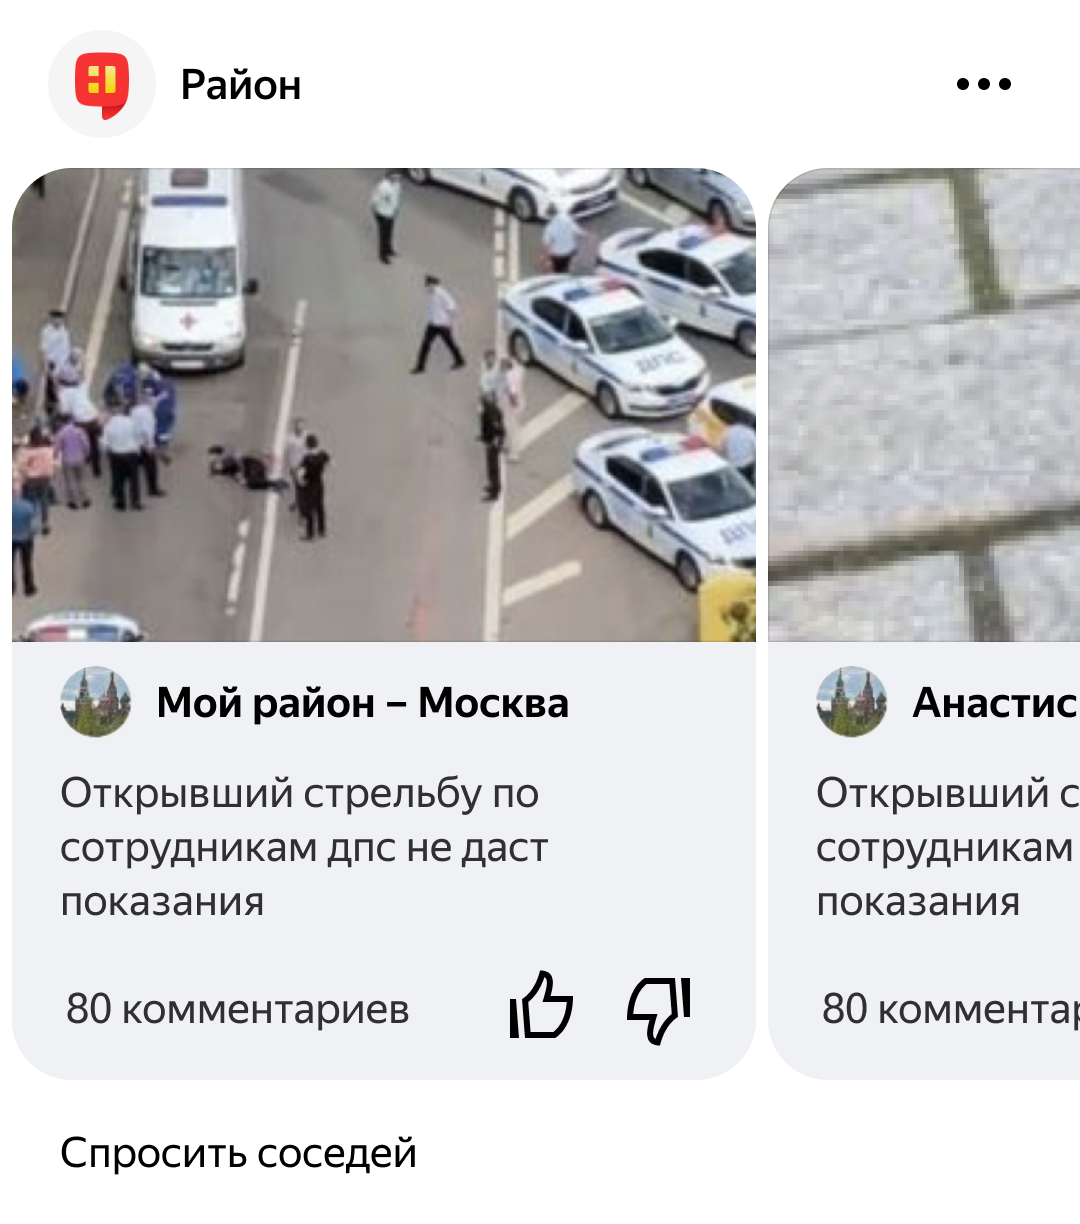 Район
ДПС
ДПС
Мой район – Москва
Открывший стрельбу по
сотрудникам дпс не даст
показания
80 комментариев
Анастис
Открывший с
сотрудникам
показания
80 коммента
Спросить соседей